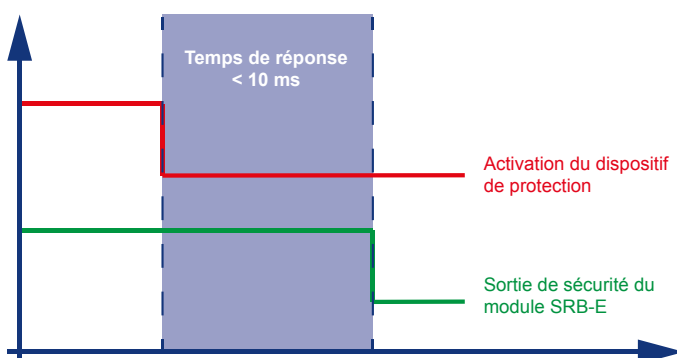 Temps de réponse
< 10 ms
Activation du dispositif
de protection
Sortie de sécurité du
module SRB-E